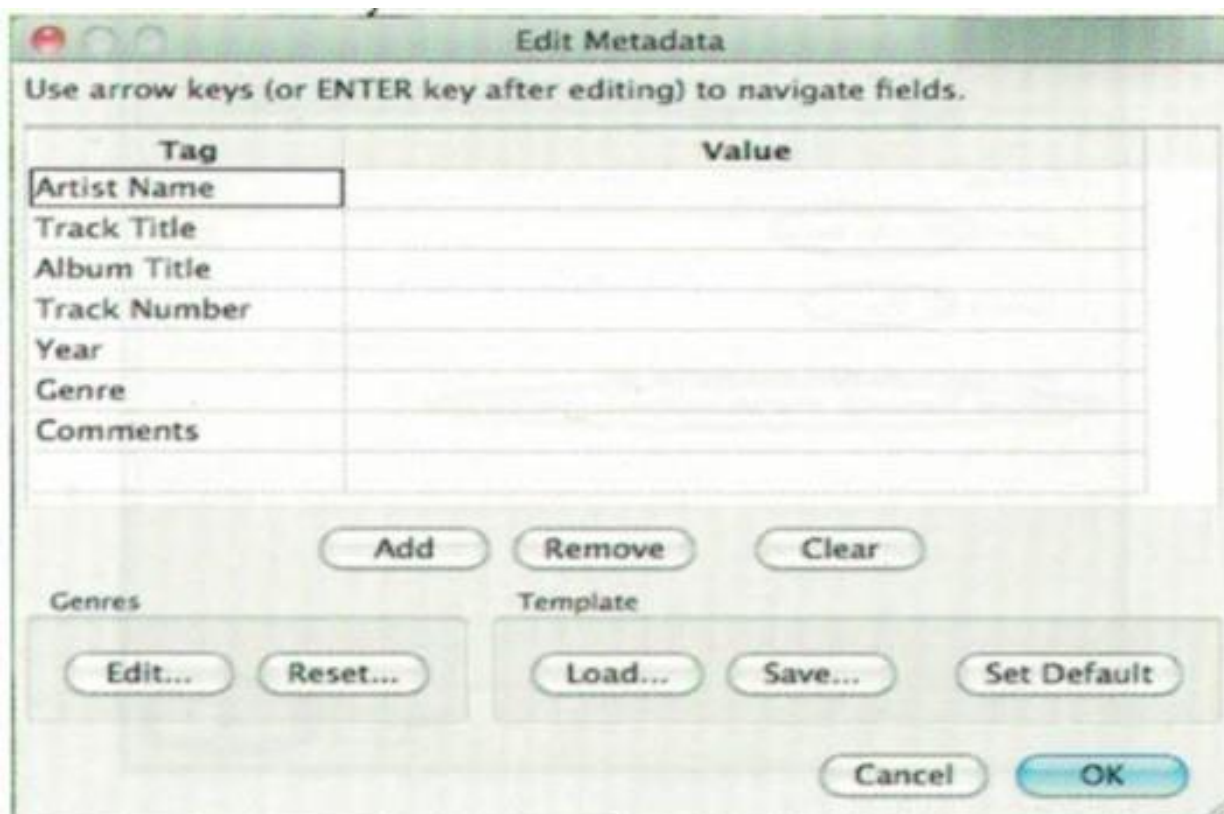 Edit Metadata
Use arrow keys (or ENTER key after editing) to navigate fields.
Tag Value
Artist Name
Track Title
Album Title
Track Number
Year
Genre
Comments
Add Remove Clear
Genres Template
Edit... Reset... Load... Save... Set Default
Cancel OK